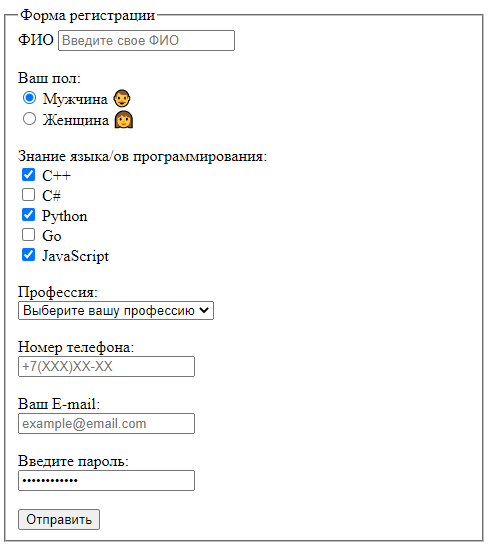 Форма регистрации
ФИО Введите свое ФИО
Ваш пол:
Мужчина 👨
Женщина 👩
Знание языка/ов программирования:
C++
C#
Python
Go
JavaScript
Профессия:
Выберите вашу профессию
Номер телефона:
+7(XXX)XX-XX
Ваш E-mail:
example@email.com
Введите пароль:
••••••••••••
Отправить